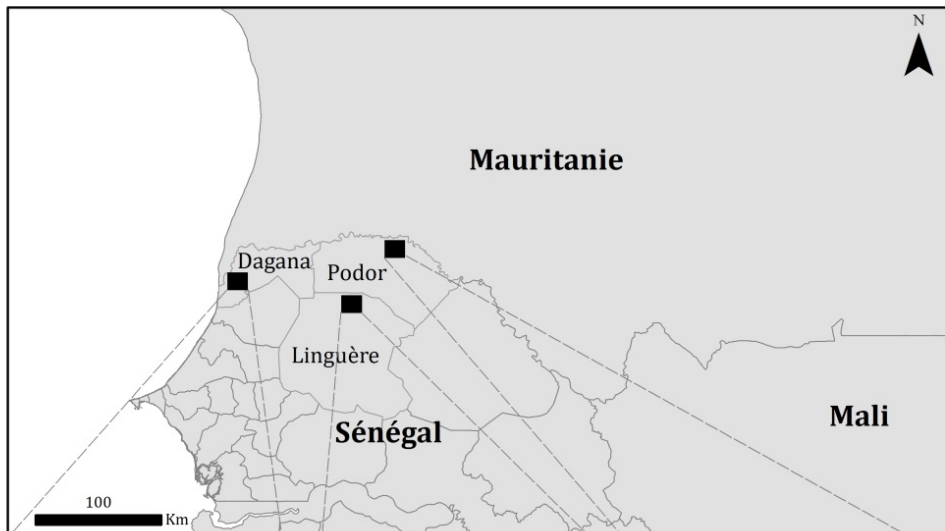 N
Mauritanie
Dagana
Podor
Linguère
Mali
Sénégal
100
Km